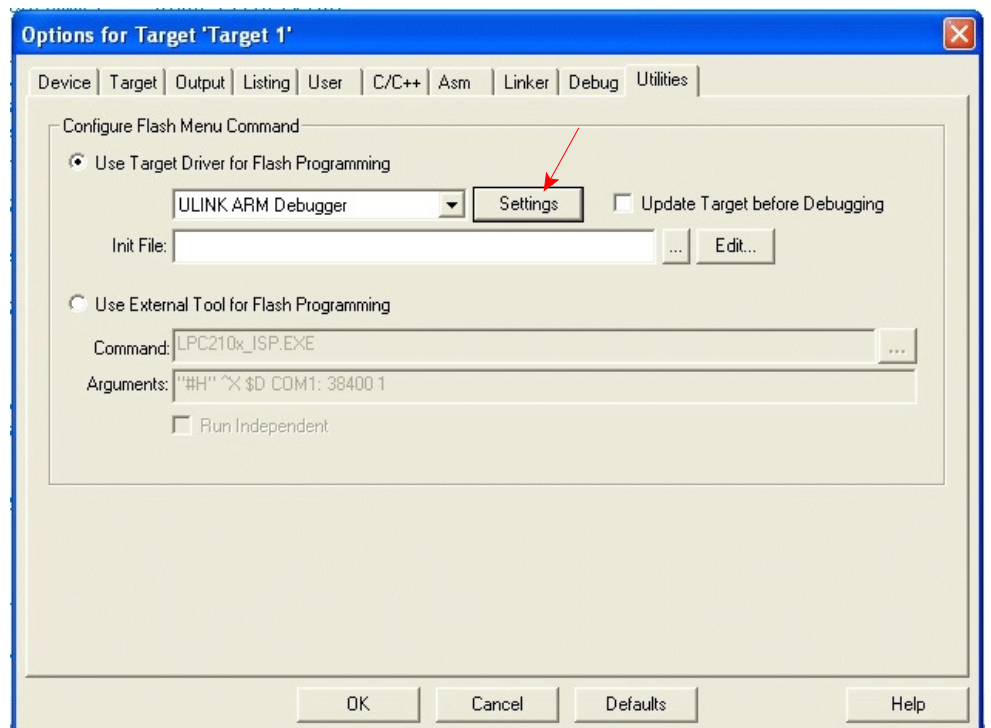 Options for Target 'Target 1'
Device Target Output Listing User C/C++ Asm Linker Debug Utilities
Configure Flash Menu Command
Use Target Driver for Flash Programming
ULINK ARM Debugger Settings Update Target before Debugging
Init File: ... Edit...
Use External Tool for Flash Programming
Command: LPC210x_ISP.EXE ...
Arguments: "#H" ^X $D COM1: 38400 1
Run Independent
OK Cancel Defaults Help